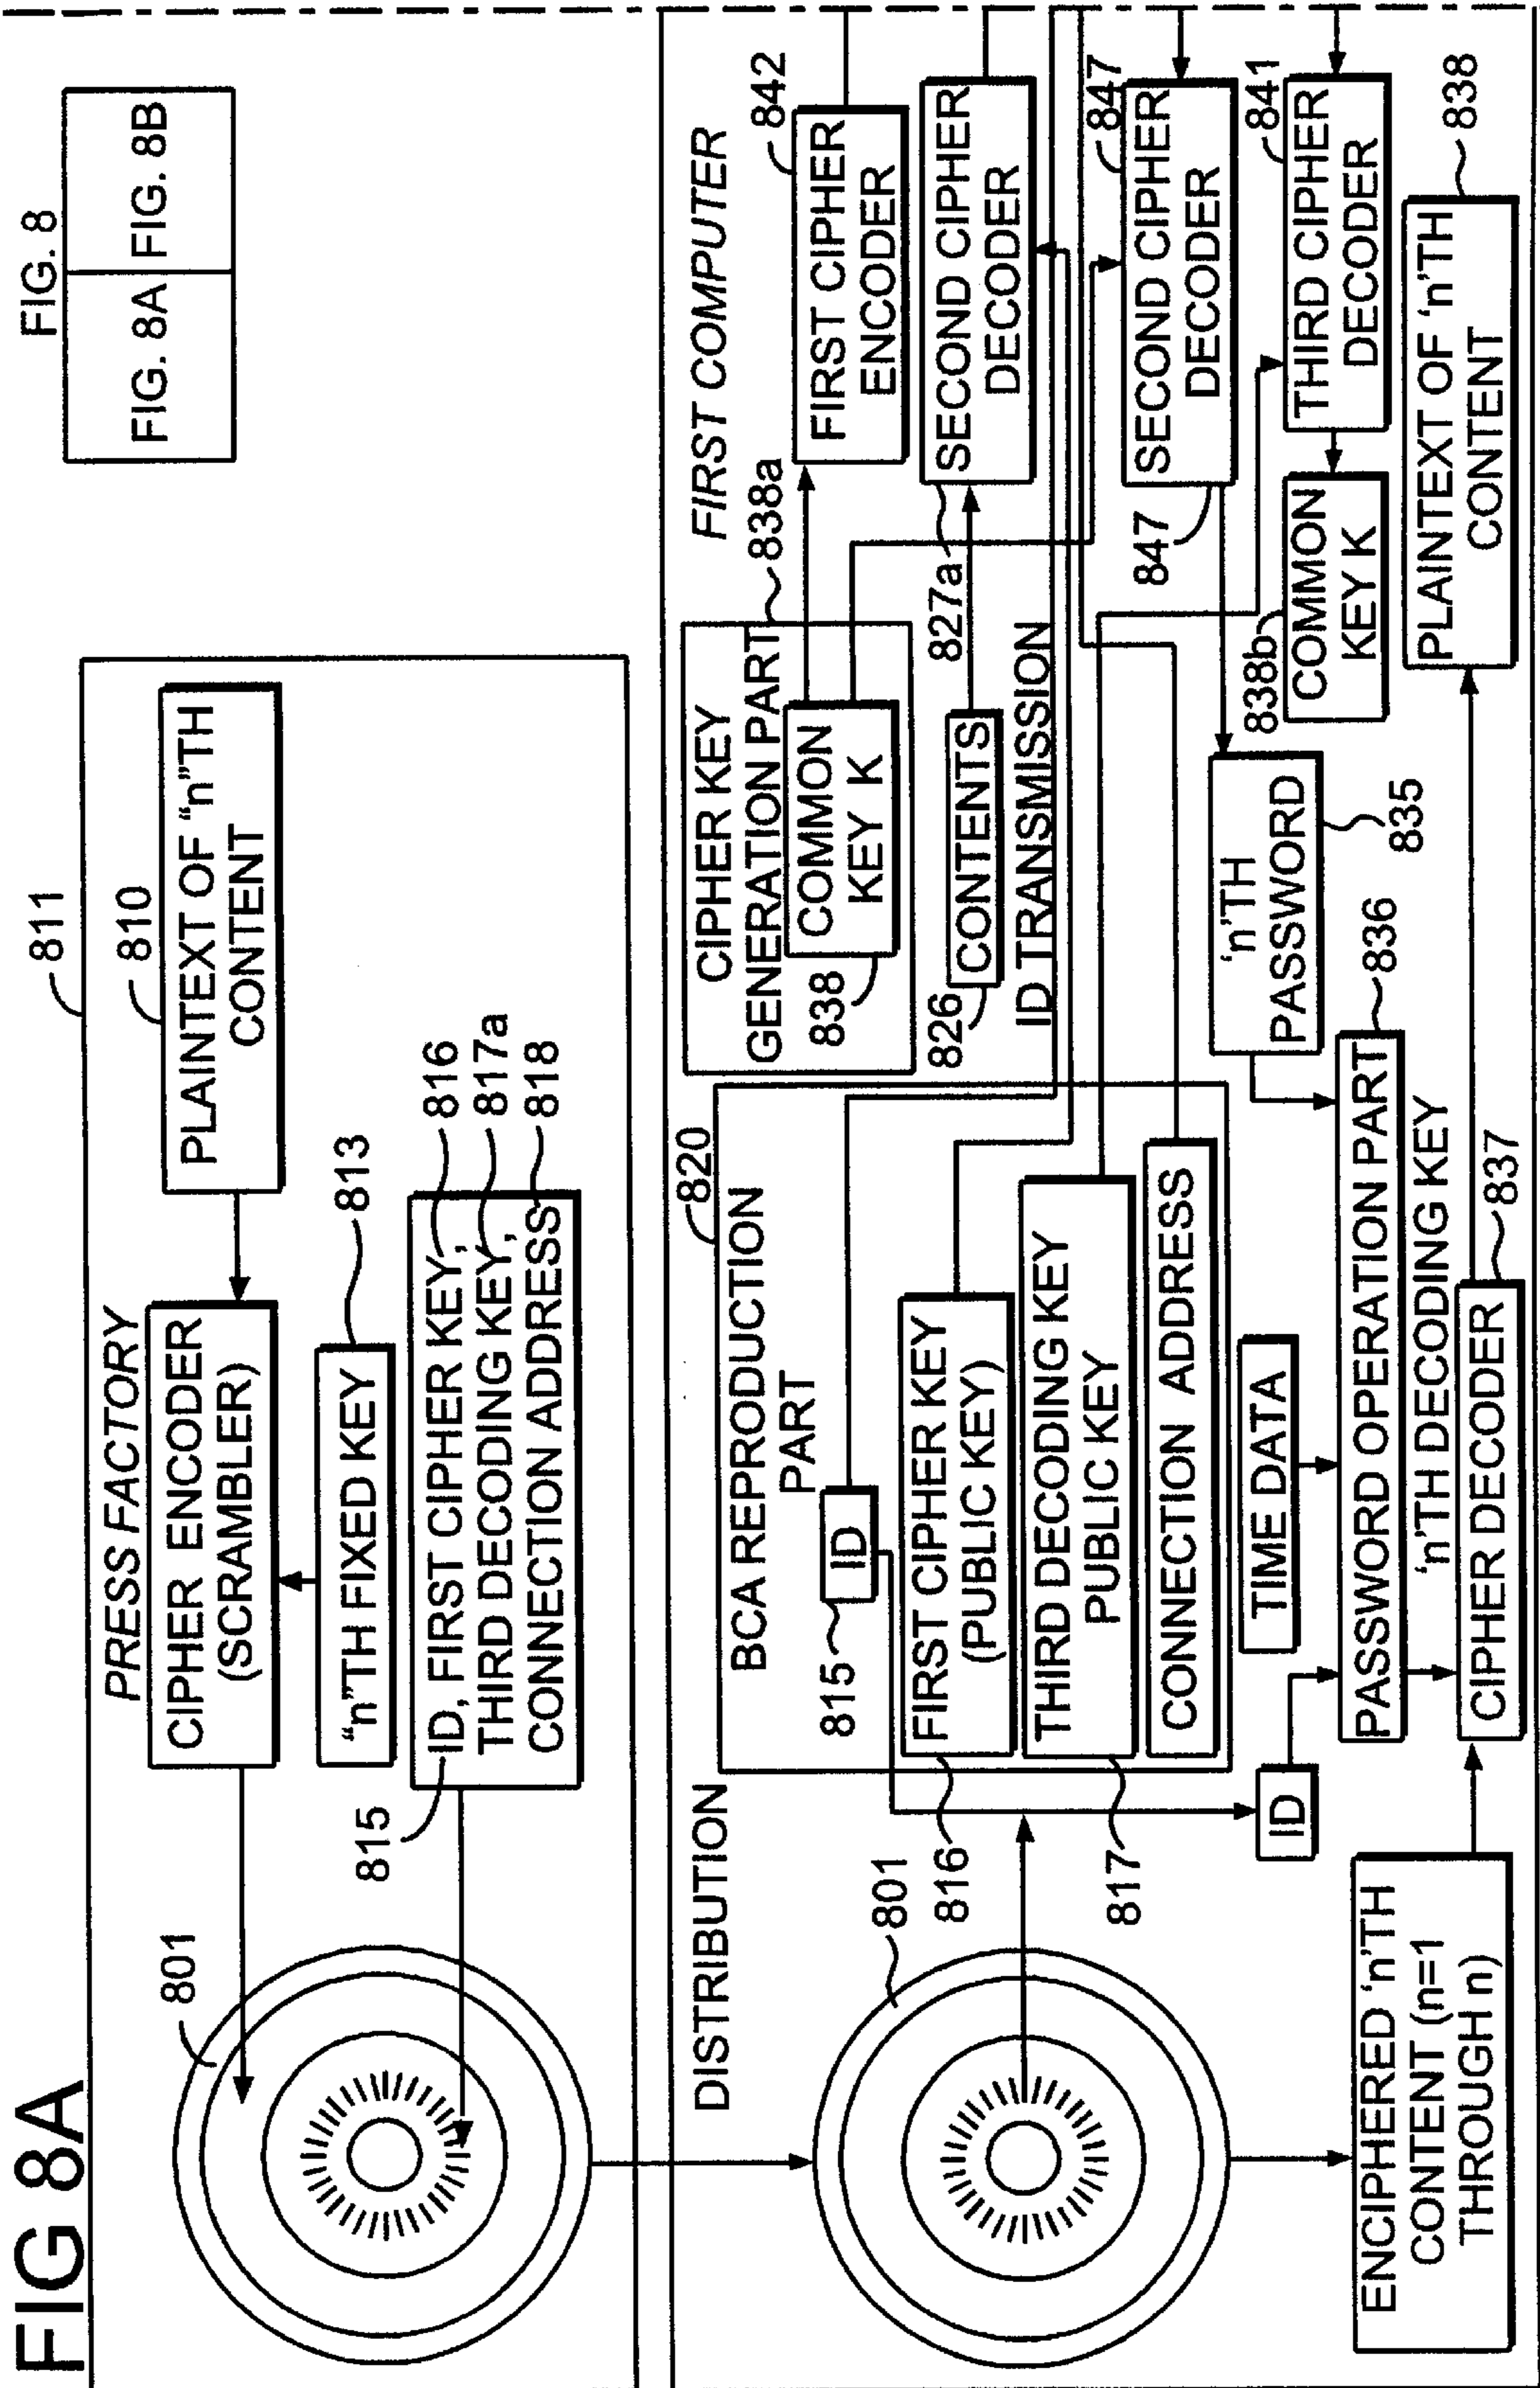 FIG 8A
FIG. 8
FIG. 8A
FIG. 8B
811
PRESS FACTORY
810
PLAINTEXT OF "n"TH
CONTENT
CIPHER ENCODER
(SCRAMBLER)
801
"n"TH FIXED KEY
813
ID, FIRST CIPHER KEY,
THIRD DECODING KEY,
CONNECTION ADDRESS
816
817a
818
815
DISTRIBUTION
FIRST COMPUTER
820
BCA REPRODUCTION
PART
815
ID
801
FIRST CIPHER KEY
(PUBLIC KEY)
816
THIRD DECODING KEY
PUBLIC KEY
817
CONNECTION ADDRESS
CIPHER KEY
GENERATION PART
838a
COMMON
KEY K
838
FIRST CIPHER
ENCODER
842
826
CONTENTS
827a
SECOND CIPHER
DECODER
ID TRANSMISSION
847
SECOND CIPHER
DECODER
847
841
THIRD CIPHER
DECODER
838b
COMMON
KEY K
'n'TH
PASSWORD
835
TIME DATA
ID
PASSWORD OPERATION PART
836
'n'TH DECODING KEY
CIPHER DECODER
837
PLAINTEXT OF 'n'TH
CONTENT
838
ENCIPHERED 'n'TH
CONTENT (n=1
THROUGH n)